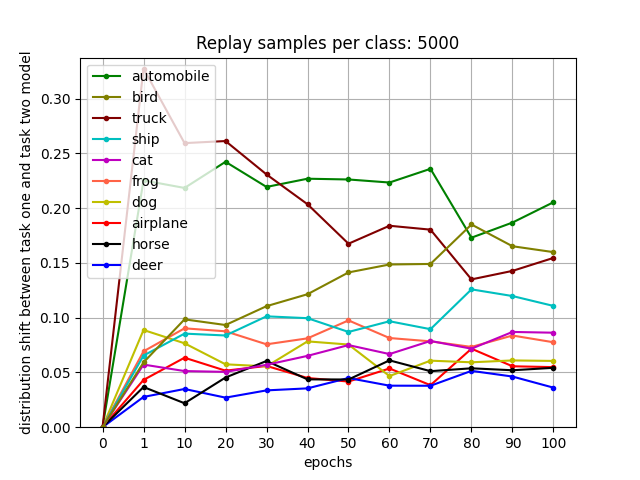 Replay samples per class: 5000
distribution shift between task one and task two model
0.30
0.25
0.20
0.15
0.10
0.05
0.00
automobile
bird
truck
ship
cat
frog
dog
airplane
horse
deer
0 1 10 20 30 40 50 60 70 80 90 100
epochs